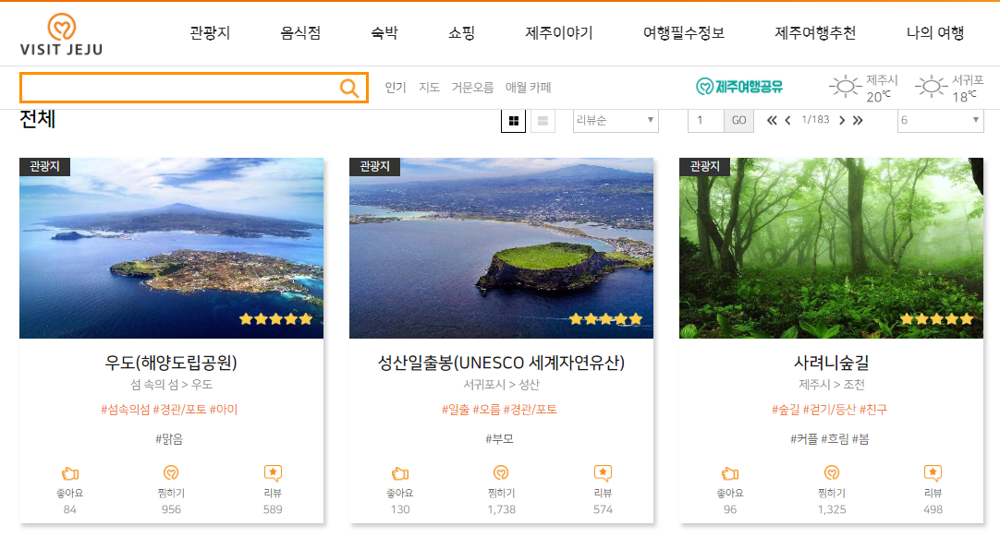 VISIT JEJU
관광지 음식점 숙박 쇼핑 제주이야기 여행필수정보 제주여행추천 나의 여행
인기 지도 거문오름 애월 카페
제주여행공유
제주시
20℃
서귀포
18℃
전체
리뷰순
1 GO
1/183
6
관광지
우도(해양도립공원)
섬 속의 섬 > 우도
#섬속의섬 #경관/포토 #아이
#맑음
좋아요 찜하기 리뷰
84 956 589
관광지
성산일출봉(UNESCO 세계자연유산)
서귀포시 > 성산
#일출 #오름 #경관/포토
#부모
좋아요 찜하기 리뷰
130 1,738 574
관광지
사려니숲길
제주시 > 조천
#숲길 #걷기/등산 #친구
#커플 #흐림 #봄
좋아요 찜하기 리뷰
96 1,325 498